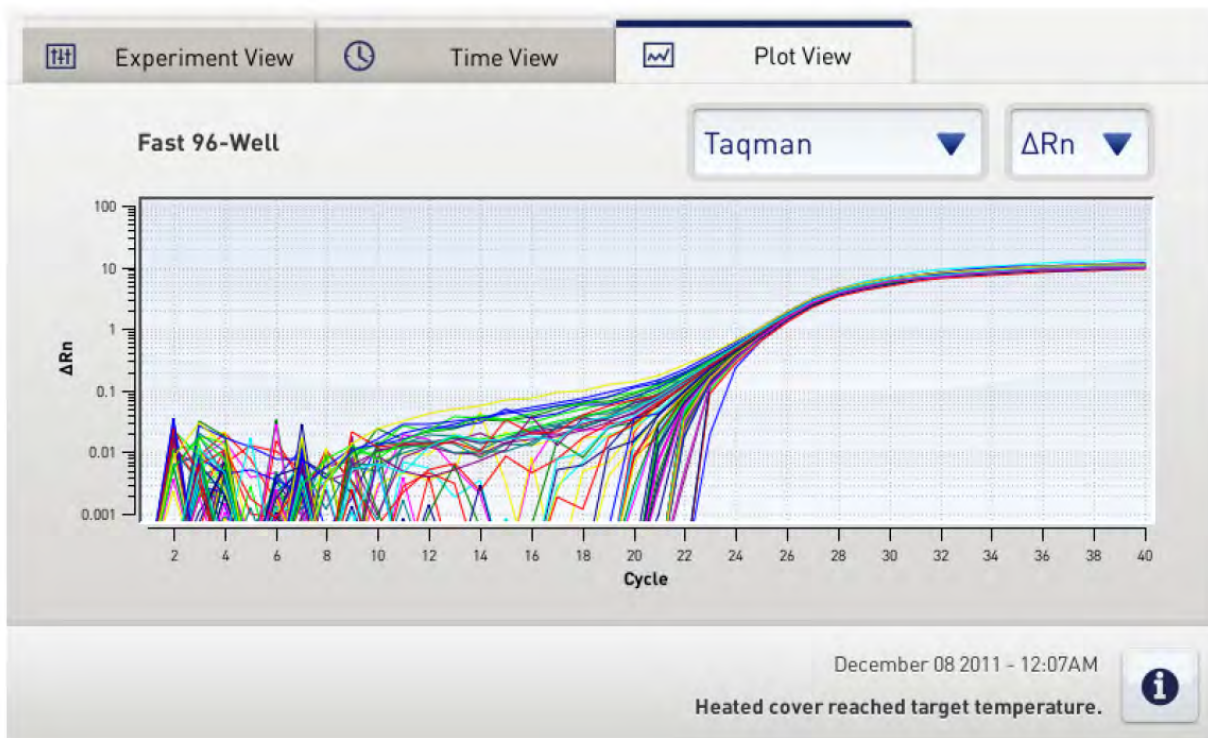 Experiment View
Time View
Plot View
Fast 96-Well
Taqman
ΔRn
100
10
1
0.1
0.01
0.001
ΔRn
2 4 6 8 10 12 14 16 18 20 22 24 26 28 30 32 34 36 38 40
Cycle
December 08 2011 - 12:07AM
Heated cover reached target temperature.